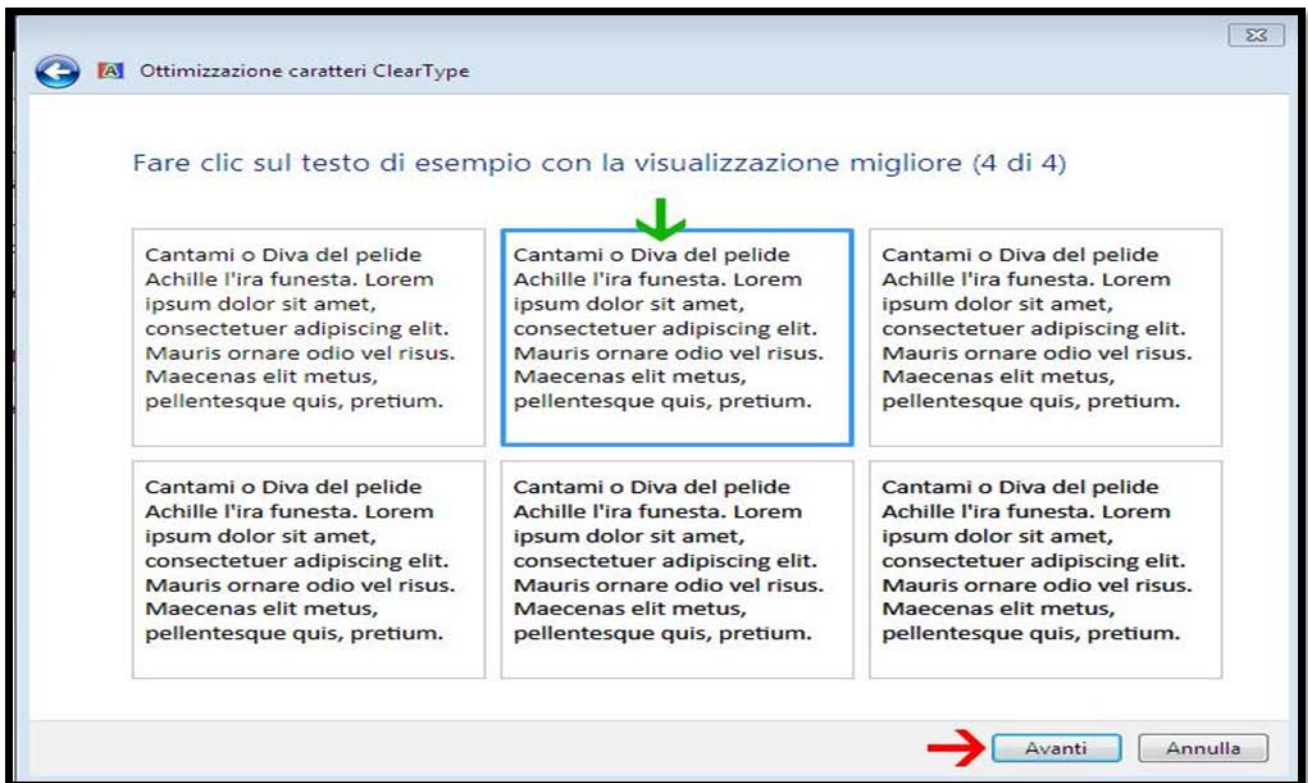 Ottimizzazione caratteri ClearType
Fare clic sul testo di esempio con la visualizzazione migliore (4 di 4)
Cantami o Diva del pelide
Achille l'ira funesta. Lorem
ipsum dolor sit amet,
consectetuer adipiscing elit.
Mauris ornare odio vel risus.
Maecenas elit metus,
pellentesque quis, pretium.
Cantami o Diva del pelide
Achille l'ira funesta. Lorem
ipsum dolor sit amet,
consectetuer adipiscing elit.
Mauris ornare odio vel risus.
Maecenas elit metus,
pellentesque quis, pretium.
Cantami o Diva del pelide
Achille l'ira funesta. Lorem
ipsum dolor sit amet,
consectetuer adipiscing elit.
Mauris ornare odio vel risus.
Maecenas elit metus,
pellentesque quis, pretium.
Cantami o Diva del pelide
Achille l'ira funesta. Lorem
ipsum dolor sit amet,
consectetuer adipiscing elit.
Mauris ornare odio vel risus.
Maecenas elit metus,
pellentesque quis, pretium.
Cantami o Diva del pelide
Achille l'ira funesta. Lorem
ipsum dolor sit amet,
consectetuer adipiscing elit.
Mauris ornare odio vel risus.
Maecenas elit metus,
pellentesque quis, pretium.
Cantami o Diva del pelide
Achille l'ira funesta. Lorem
ipsum dolor sit amet,
consectetuer adipiscing elit.
Mauris ornare odio vel risus.
Maecenas elit metus,
pellentesque quis, pretium.
Avanti
Annulla